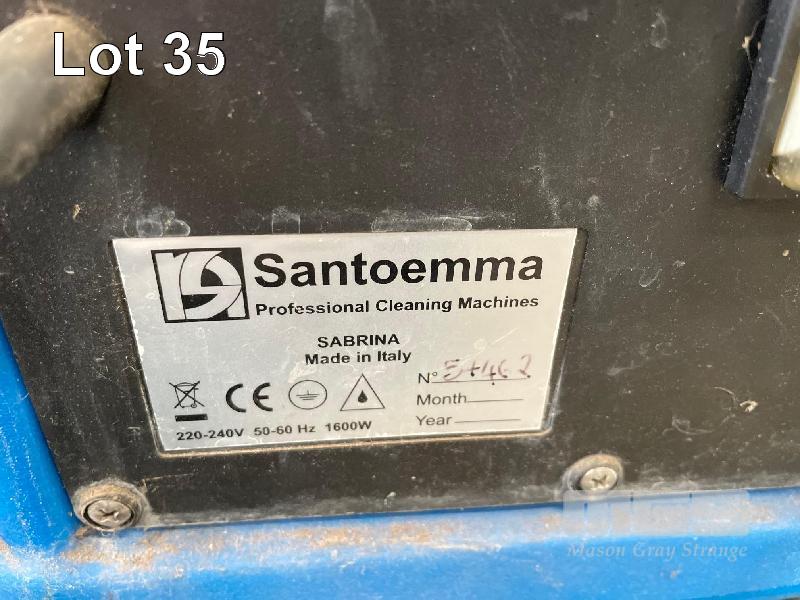 Lot 35
Santoemma
Professional Cleaning Machines
SABRINA
Made in Italy
N°
CE
Month
Year
220-240V 50-60 Hz 1600W
Mason Gray Strange